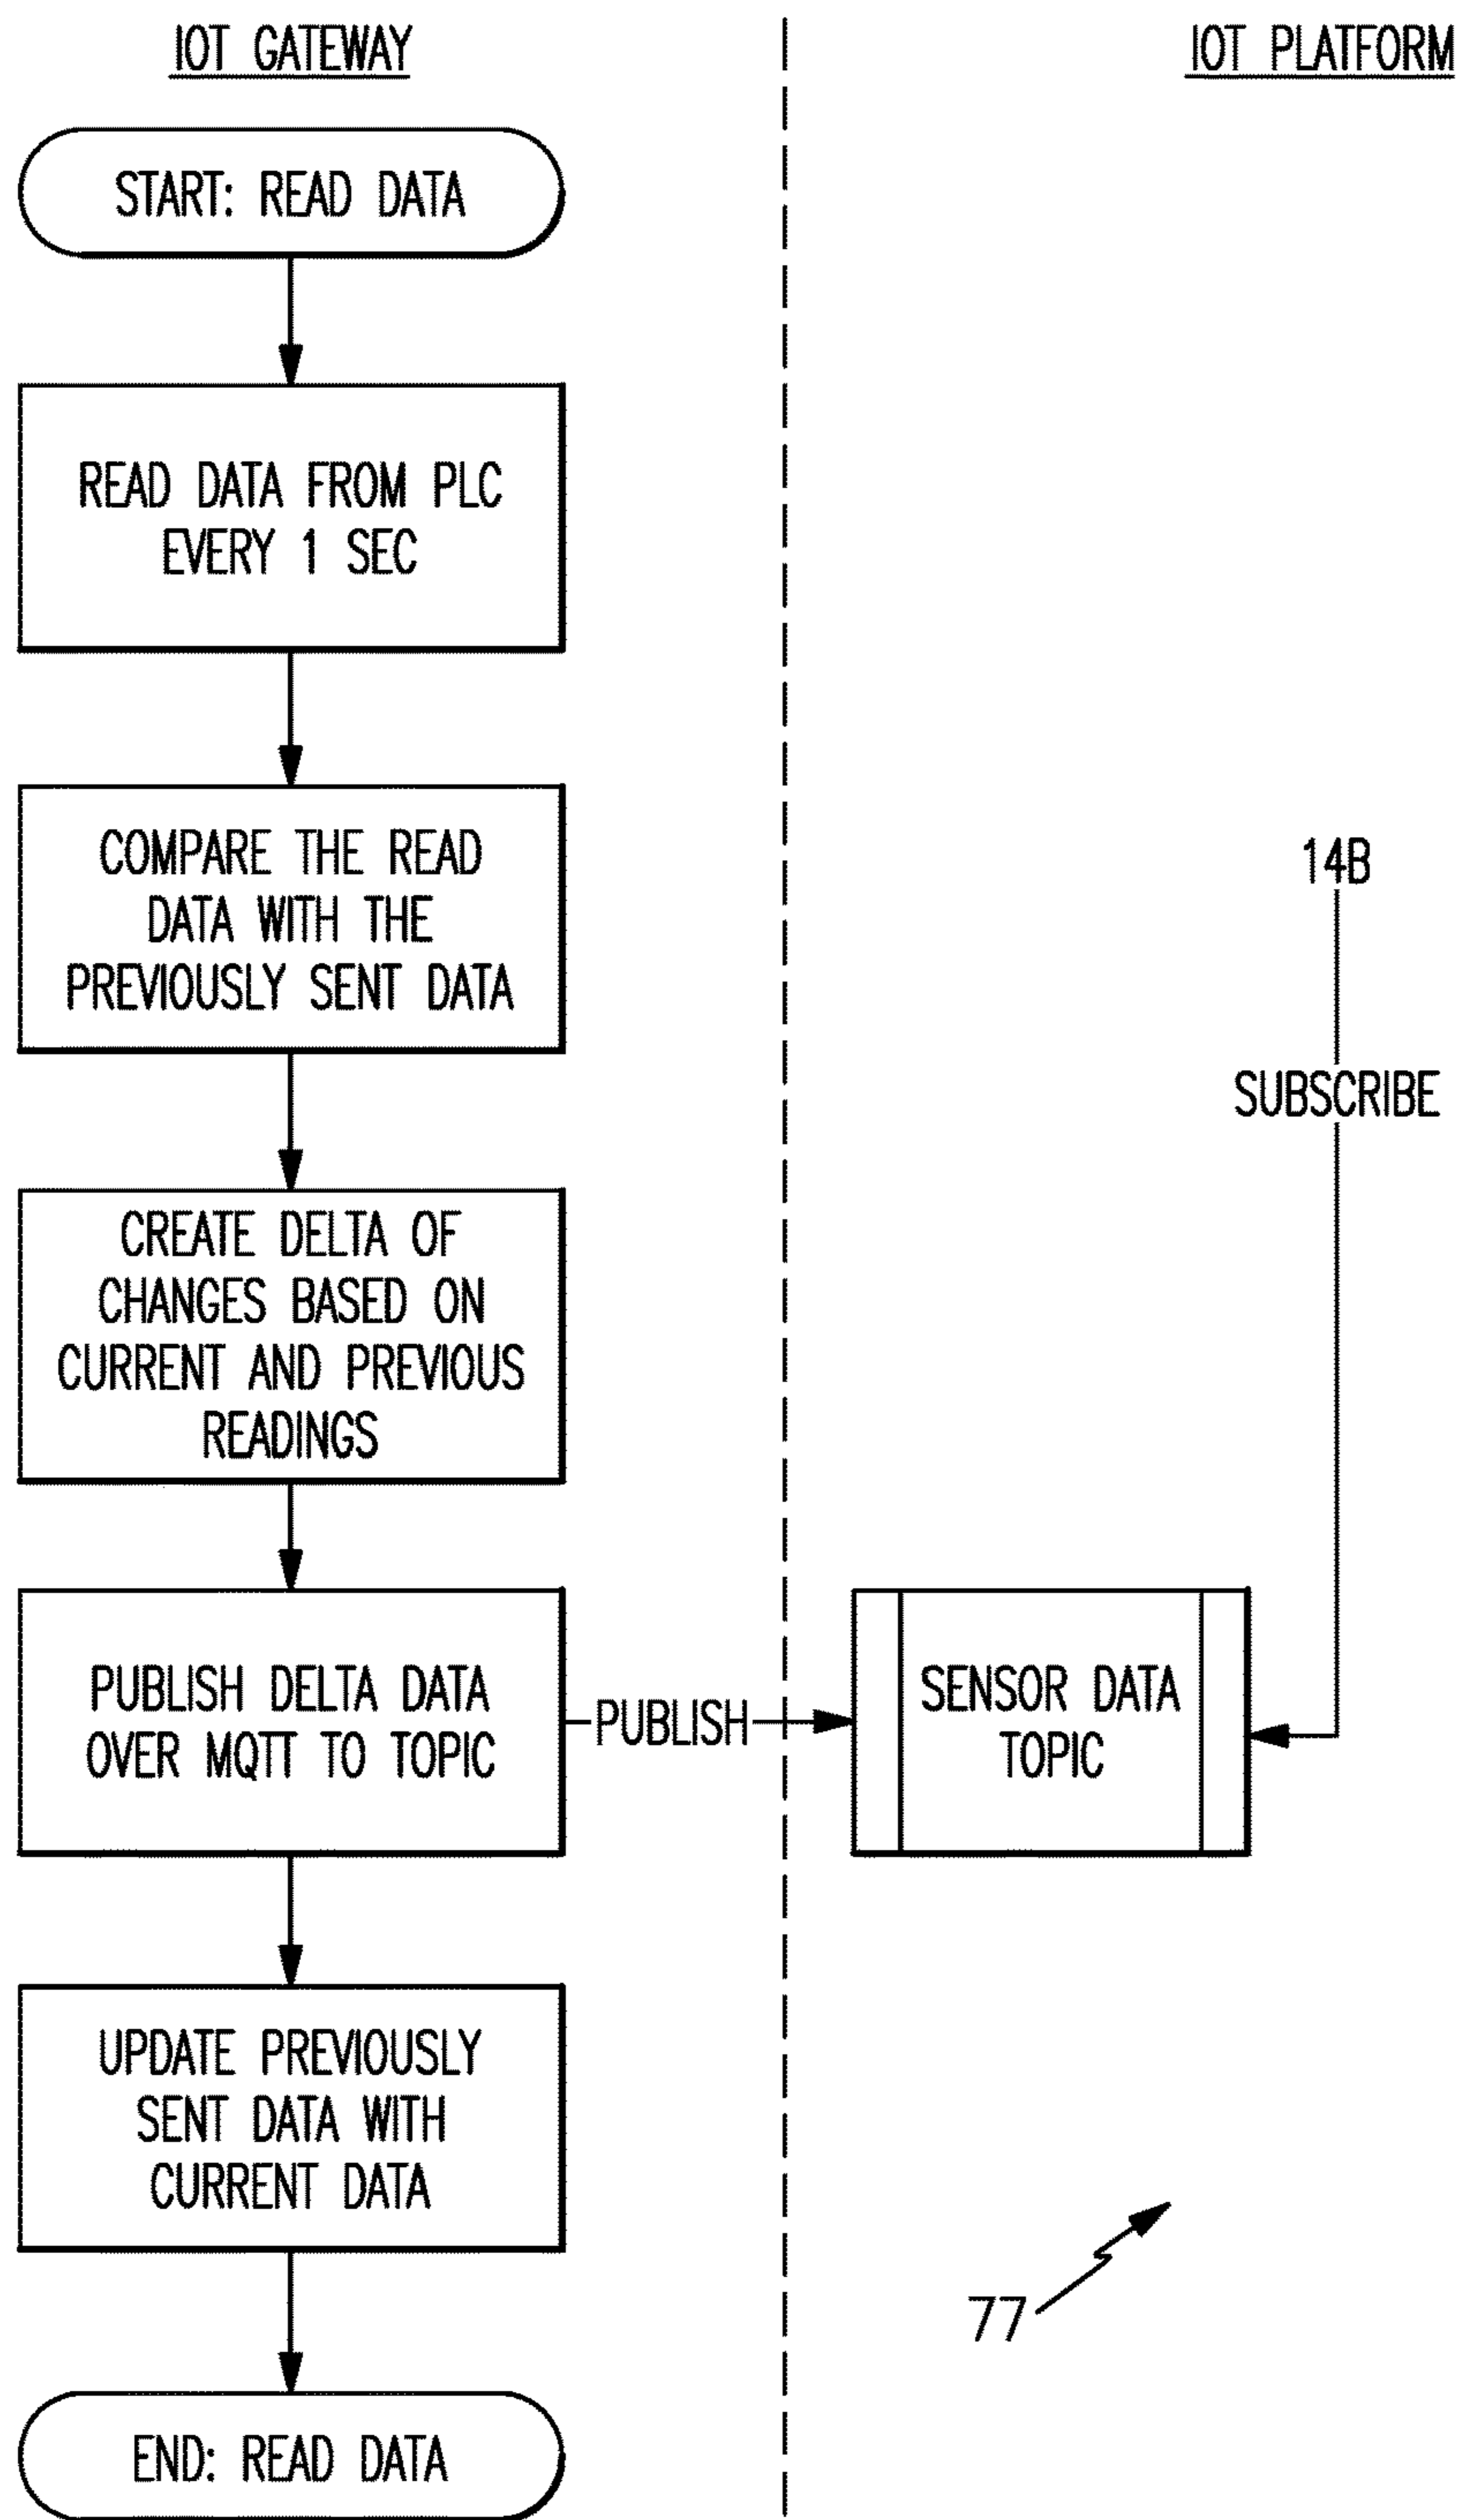 IOT GATEWAY
IOT PLATFORM
START: READ DATA
READ DATA FROM PLC
EVERY 1 SEC
COMPARE THE READ
DATA WITH THE
PREVIOUSLY SENT DATA
14B
SUBSCRIBE
CREATE DELTA OF
CHANGES BASED ON
CURRENT AND PREVIOUS
READINGS
PUBLISH DELTA DATA
OVER MQTT TO TOPIC
PUBLISH
SENSOR DATA
TOPIC
UPDATE PREVIOUSLY
SENT DATA WITH
CURRENT DATA
77
END: READ DATA